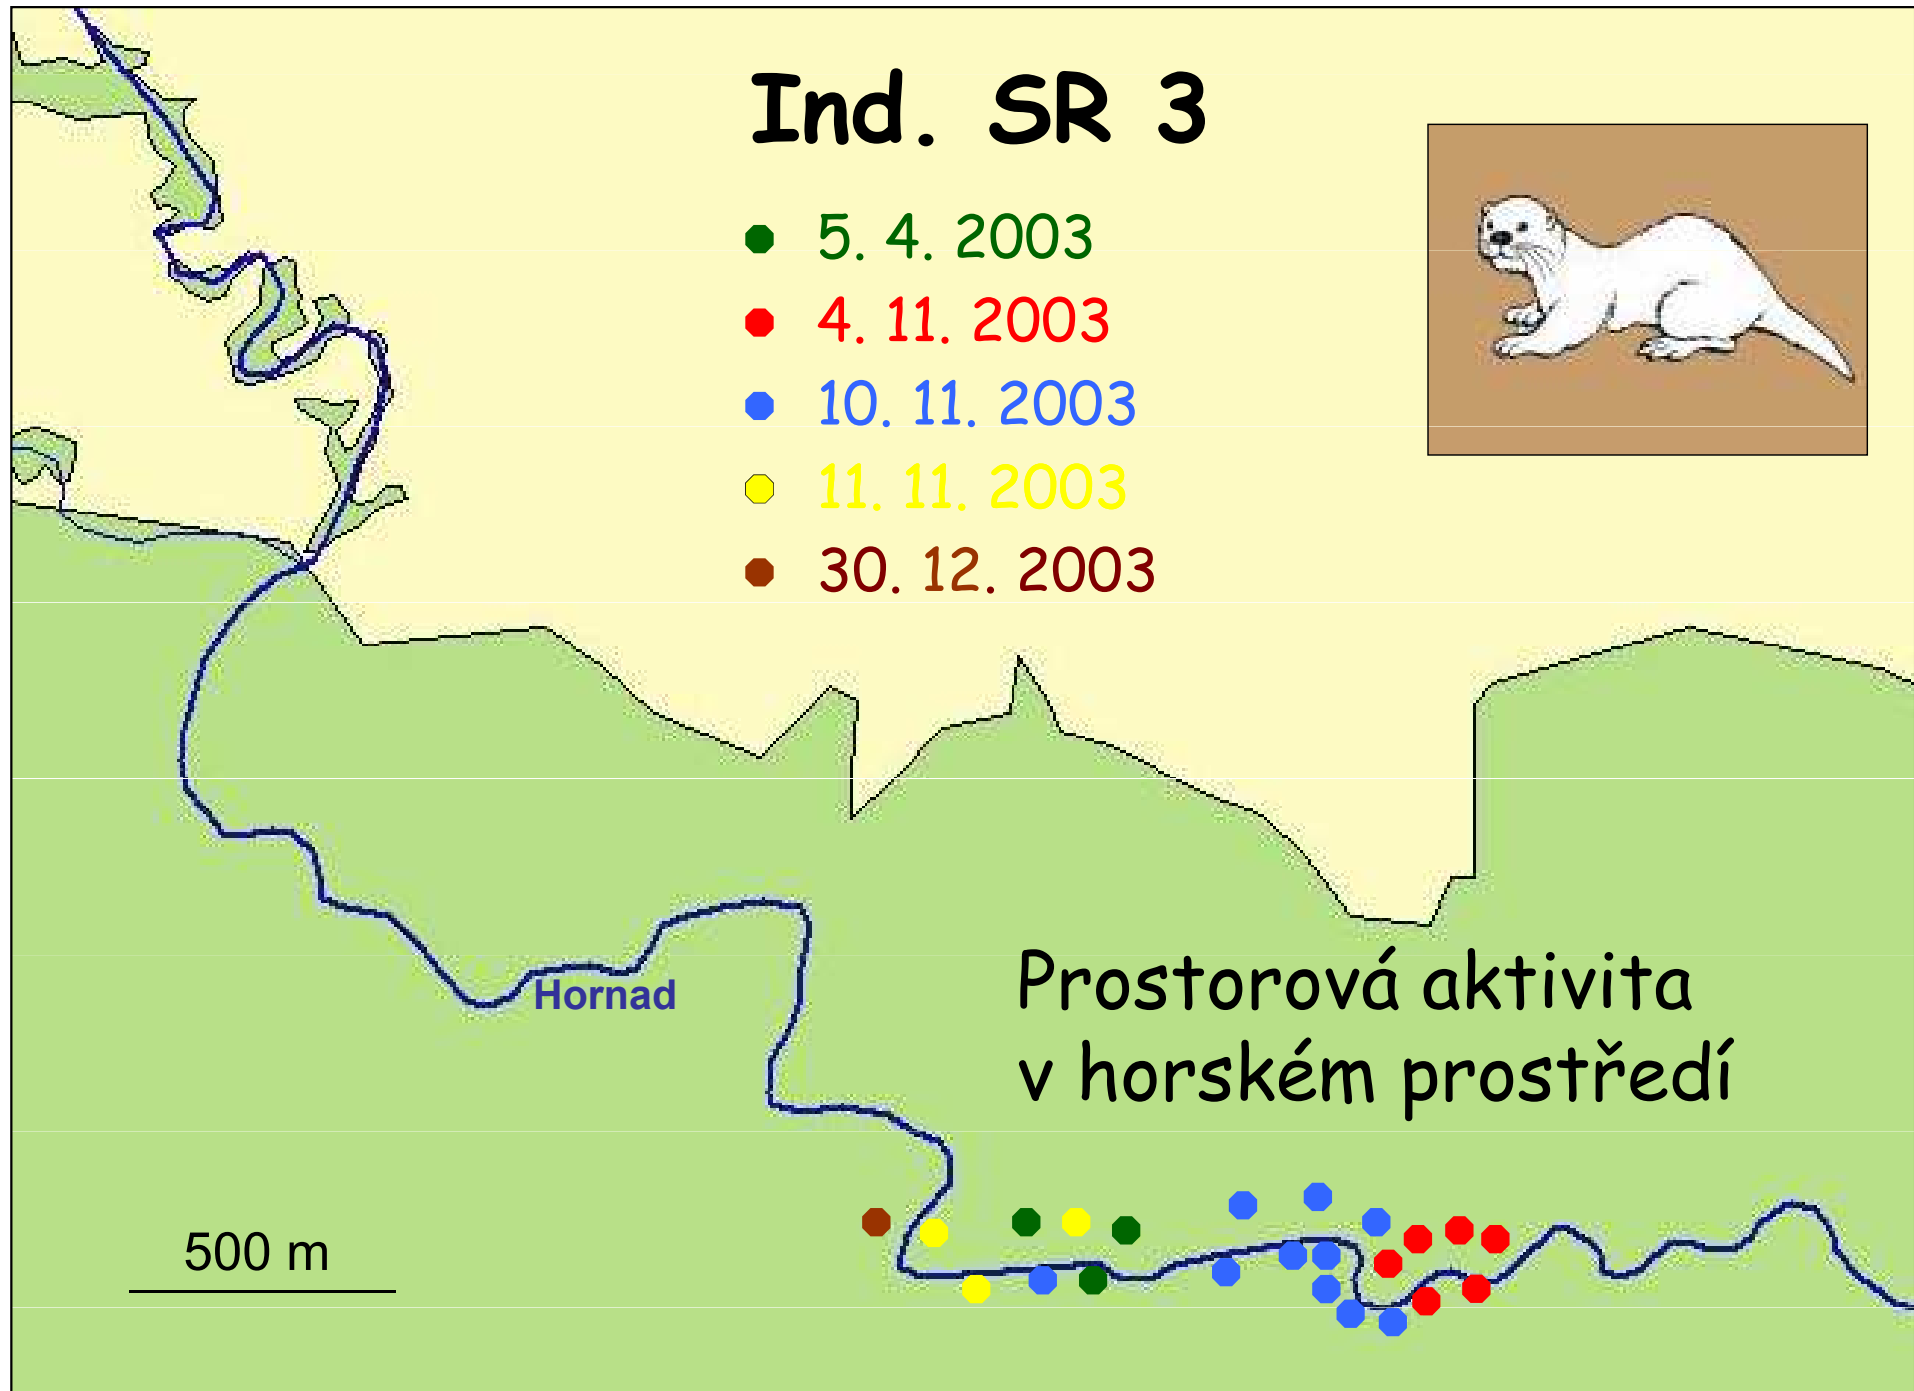 Ind. SR 3
5. 4. 2003
4. 11. 2003
10. 11. 2003
11. 11. 2003
30. 12. 2003
Prostorová aktivita
v horském prostředí
Hornad
500 m